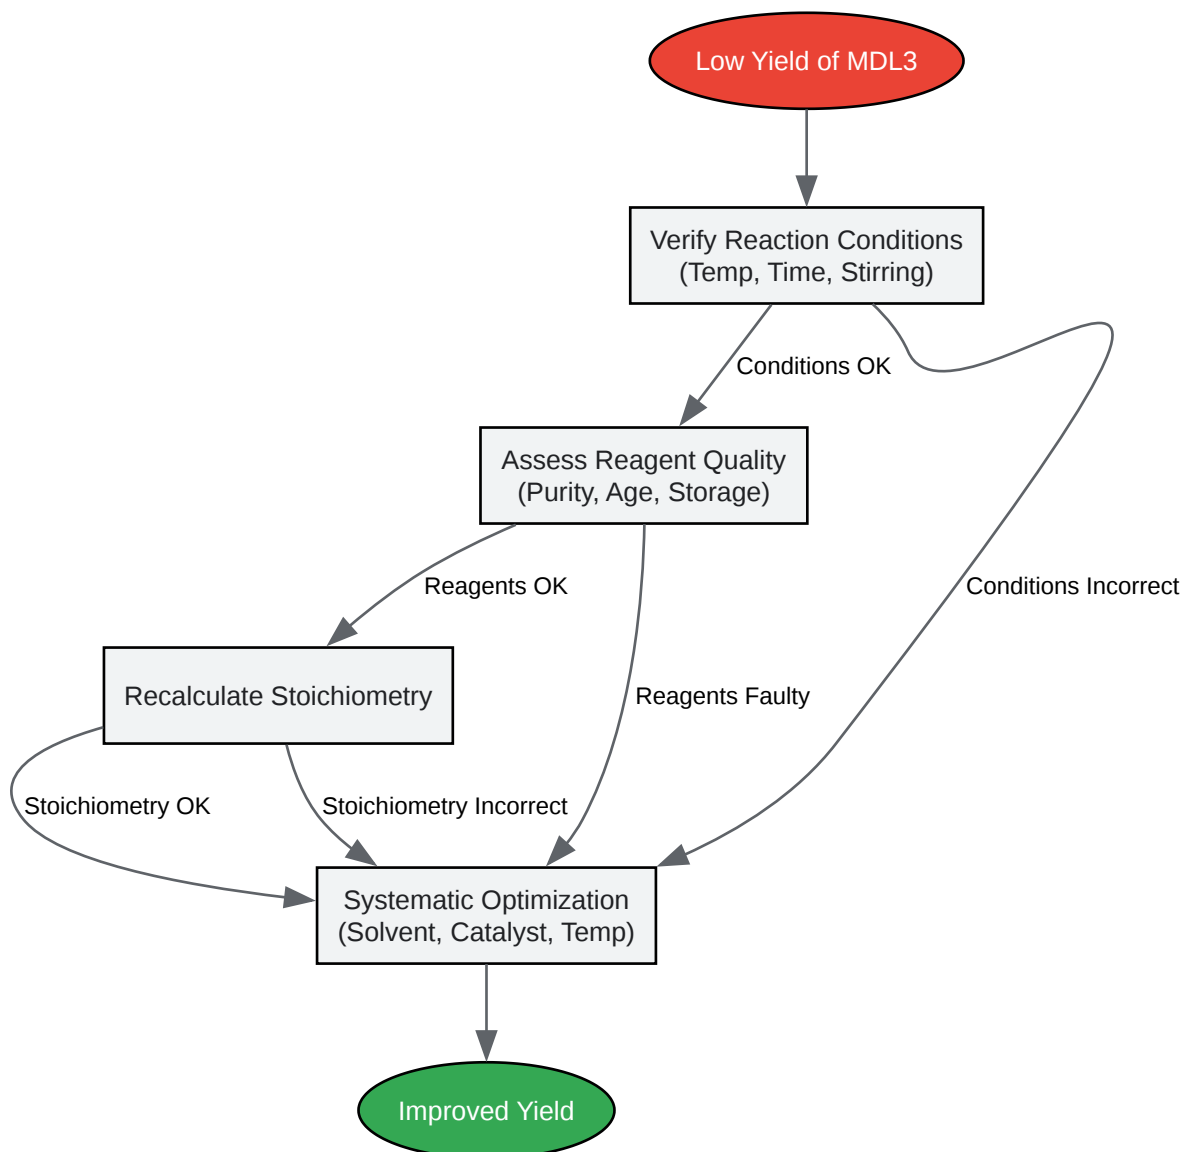 Low Yield of MDL3
Verify Reaction Conditions
(Temp, Time, Stirring)
Conditions OK
Assess Reagent Quality
(Purity, Age, Storage)
Reagents OK
Conditions Incorrect
Recalculate Stoichiometry
Reagents Faulty
Stoichiometry OK
Stoichiometry Incorrect
Systematic Optimization
(Solvent, Catalyst, Temp)
Improved Yield